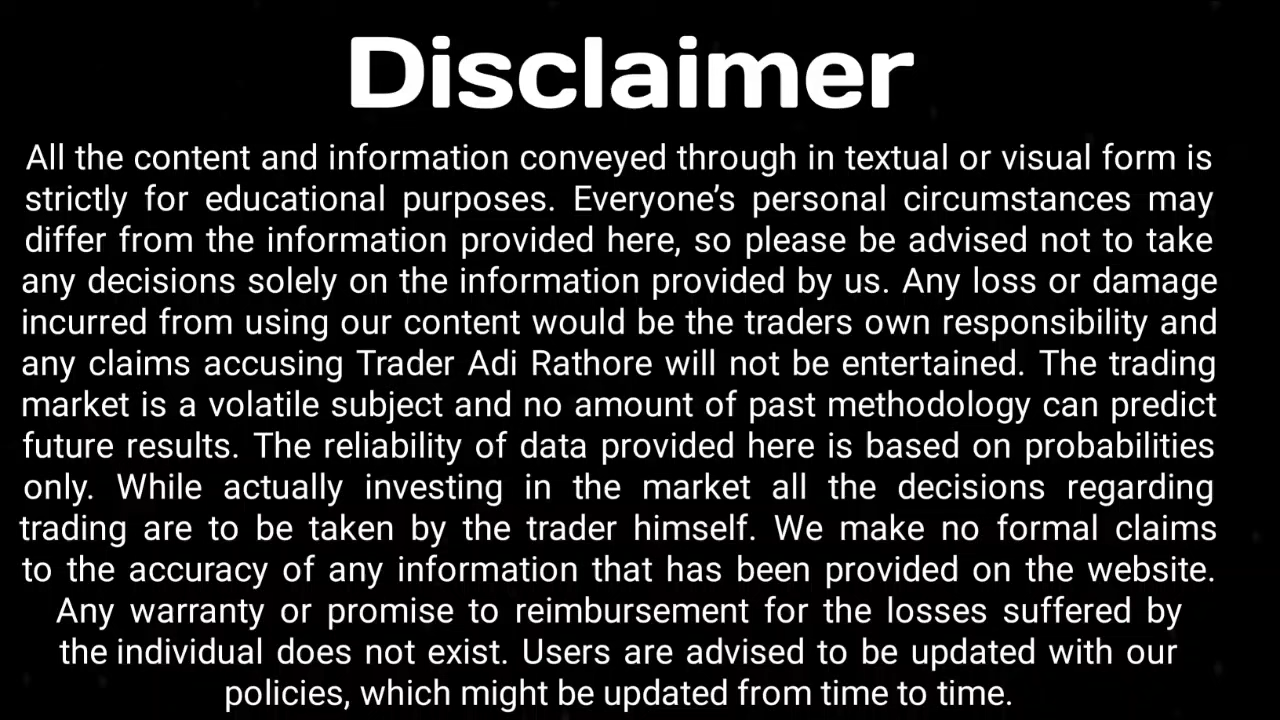 Disclaimer
All the content and information conveyed through in textual or visual form is
strictly for educational purposes. Everyone’s personal circumstances may
differ from the information provided here, so please be advised not to take
any decisions solely on the information provided by us. Any loss or damage
incurred from using our content would be the traders own responsibility and
any claims accusing Trader Adi Rathore will not be entertained. The trading
market is a volatile subject and no amount of past methodology can predict
future results. The reliability of data provided here is based on probabilities
only. While actually investing in the market all the decisions regarding
trading are to be taken by the trader himself. We make no formal claims
to the accuracy of any information that has been provided on the website.
Any warranty or promise to reimbursement for the losses suffered by
the individual does not exist. Users are advised to be updated with our
policies, which might be updated from time to time.